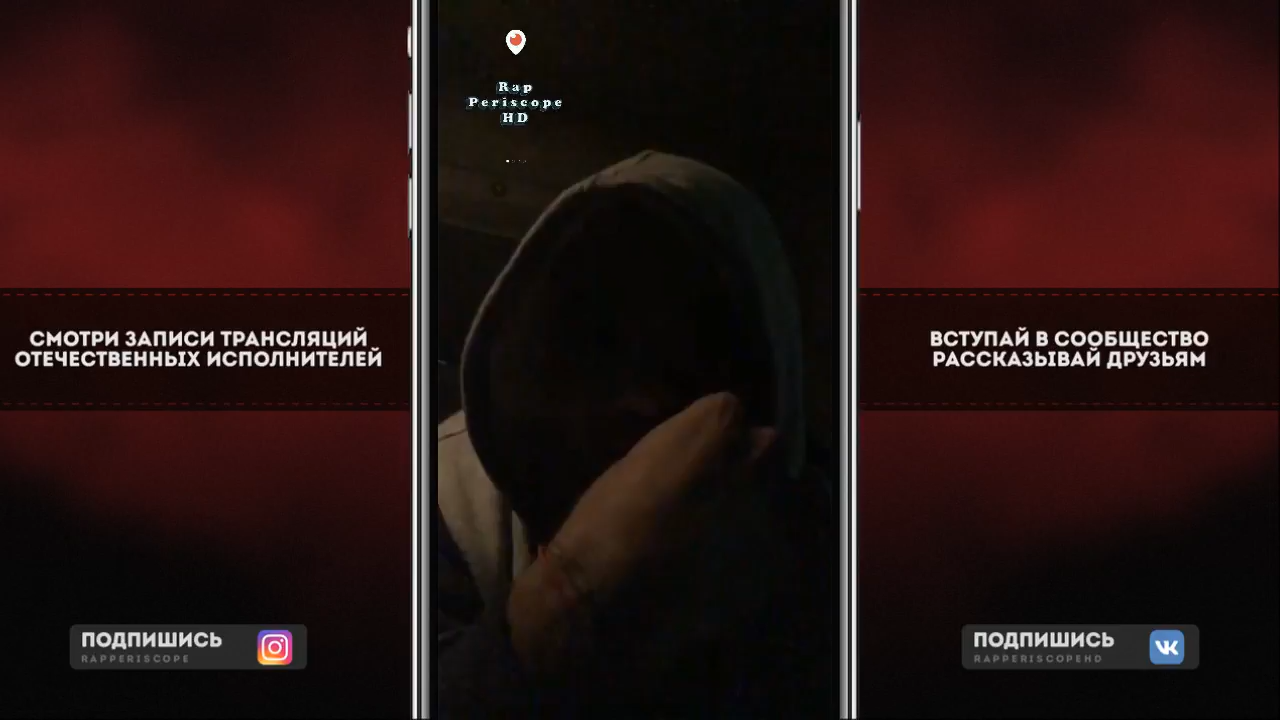 Rap
Periscope
HD
СМОТРИ ЗАПИСИ ТРАНСЛЯЦИЙ
ОТЕЧЕСТВЕННЫХ ИСПОЛНИТЕЛЕЙ
ВСТУПАЙ В СООБЩЕСТВО
РАССКАЗЫВАЙ ДРУЗЬЯМ
ПОДПИШИСЬ
RAPPERISCOPE
ПОДПИШИСЬ
RAPPERISCOPEHD